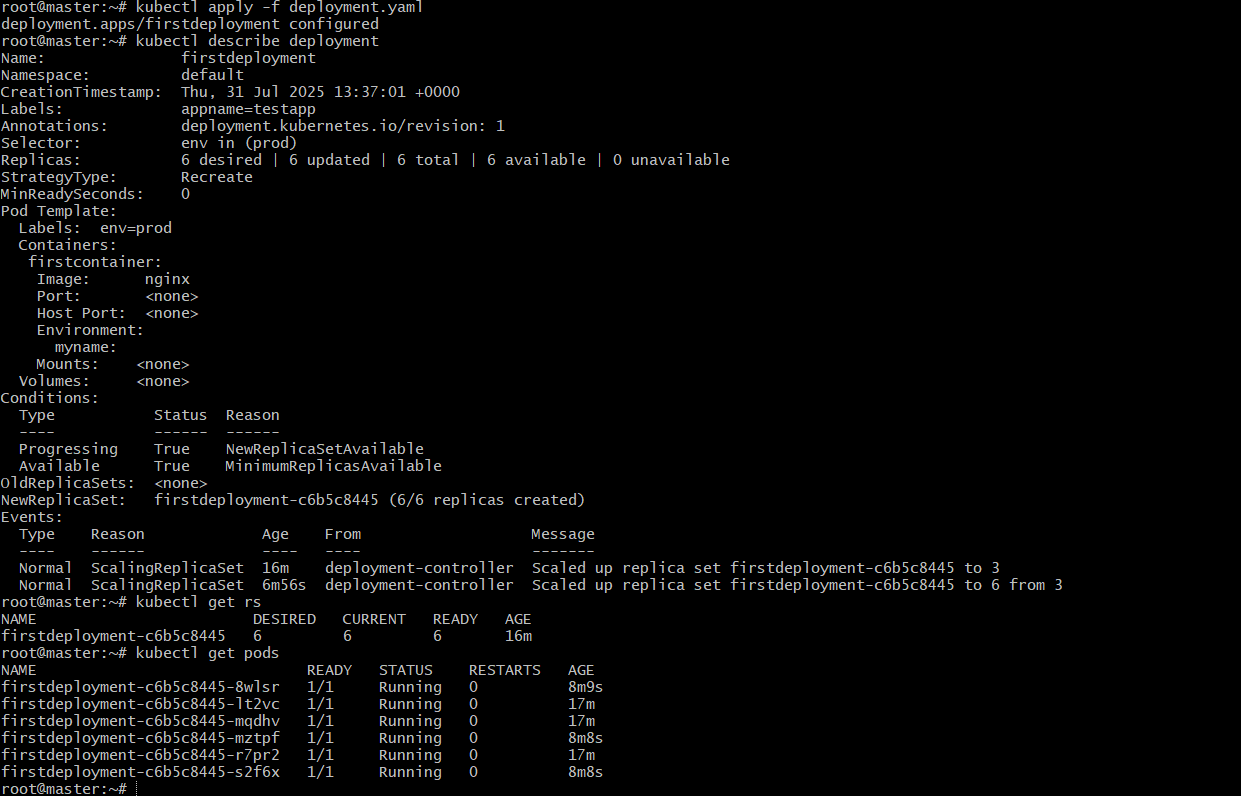 root@master:~# kubectl apply -f deployment.yaml
deployment.apps/firstdeployment configured
root@master:~# kubectl describe deployment
Name:               firstdeployment
Namespace:          default
CreationTimestamp:  Thu, 31 Jul 2025 13:37:01 +0000
Labels:             appname=testapp
Annotations:        deployment.kubernetes.io/revision: 1
Selector:           env in (prod)
Replicas:           6 desired | 6 updated | 6 total | 6 available | 0 unavailable
StrategyType:       Recreate
MinReadySeconds:    0
Pod Template:
  Labels:  env=prod
  Containers:
   firstcontainer:
    Image:      nginx
    Port:       <none>
    Host Port:  <none>
    Environment:
      myname:
    Mounts:    <none>
  Volumes:     <none>
Conditions:
  Type           Status  Reason
  ----           ------  ------
  Progressing    True    NewReplicaSetAvailable
  Available      True    MinimumReplicasAvailable
OldReplicaSets:  <none>
NewReplicaSet:   firstdeployment-c6b5c8445 (6/6 replicas created)
Events:
  Type    Reason             Age    From                   Message
  ----    ------             ----   ----                   -------
  Normal  ScalingReplicaSet  16m    deployment-controller  Scaled up replica set firstdeployment-c6b5c8445 to 3
  Normal  ScalingReplicaSet  6m56s  deployment-controller  Scaled up replica set firstdeployment-c6b5c8445 to 6 from 3
root@master:~# kubectl get rs
NAME                        DESIRED   CURRENT   READY   AGE
firstdeployment-c6b5c8445   6         6         6       16m
root@master:~# kubectl get pods
NAME                              READY   STATUS    RESTARTS   AGE
firstdeployment-c6b5c8445-8wlsr   1/1     Running   0          8m9s
firstdeployment-c6b5c8445-lt2vc   1/1     Running   0          17m
firstdeployment-c6b5c8445-mqdhv   1/1     Running   0          17m
firstdeployment-c6b5c8445-mztpf   1/1     Running   0          8m8s
firstdeployment-c6b5c8445-r7pr2   1/1     Running   0          17m
firstdeployment-c6b5c8445-s2f6x   1/1     Running   0          8m8s
root@master:~#